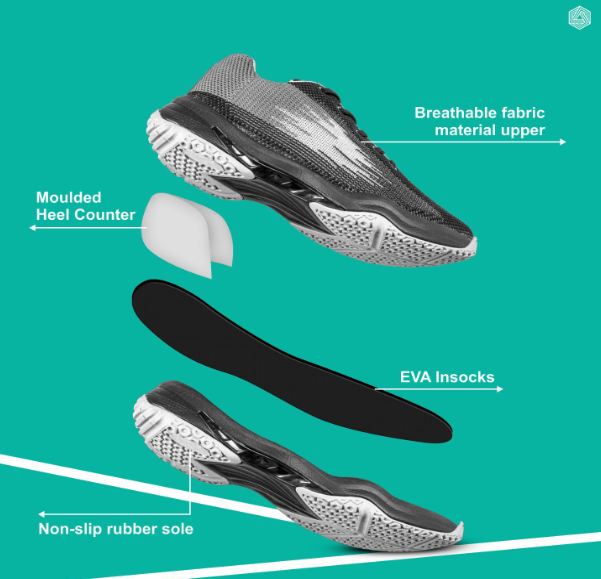 Breathable fabric
material upper
Moulded
Heel Counter
EVA Insocks
Non-slip rubber sole